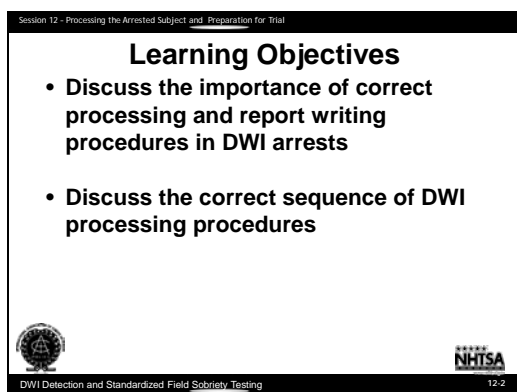 Session 12 - Processing the Arrested Subject and Preparation for Trial
Learning Objectives
• Discuss the importance of correct
processing and report writing
procedures in DWI arrests
• Discuss the correct sequence of DWI
processing procedures
NHTSA
DWI Detection and Standardized Field Sobriety Testing
12-2